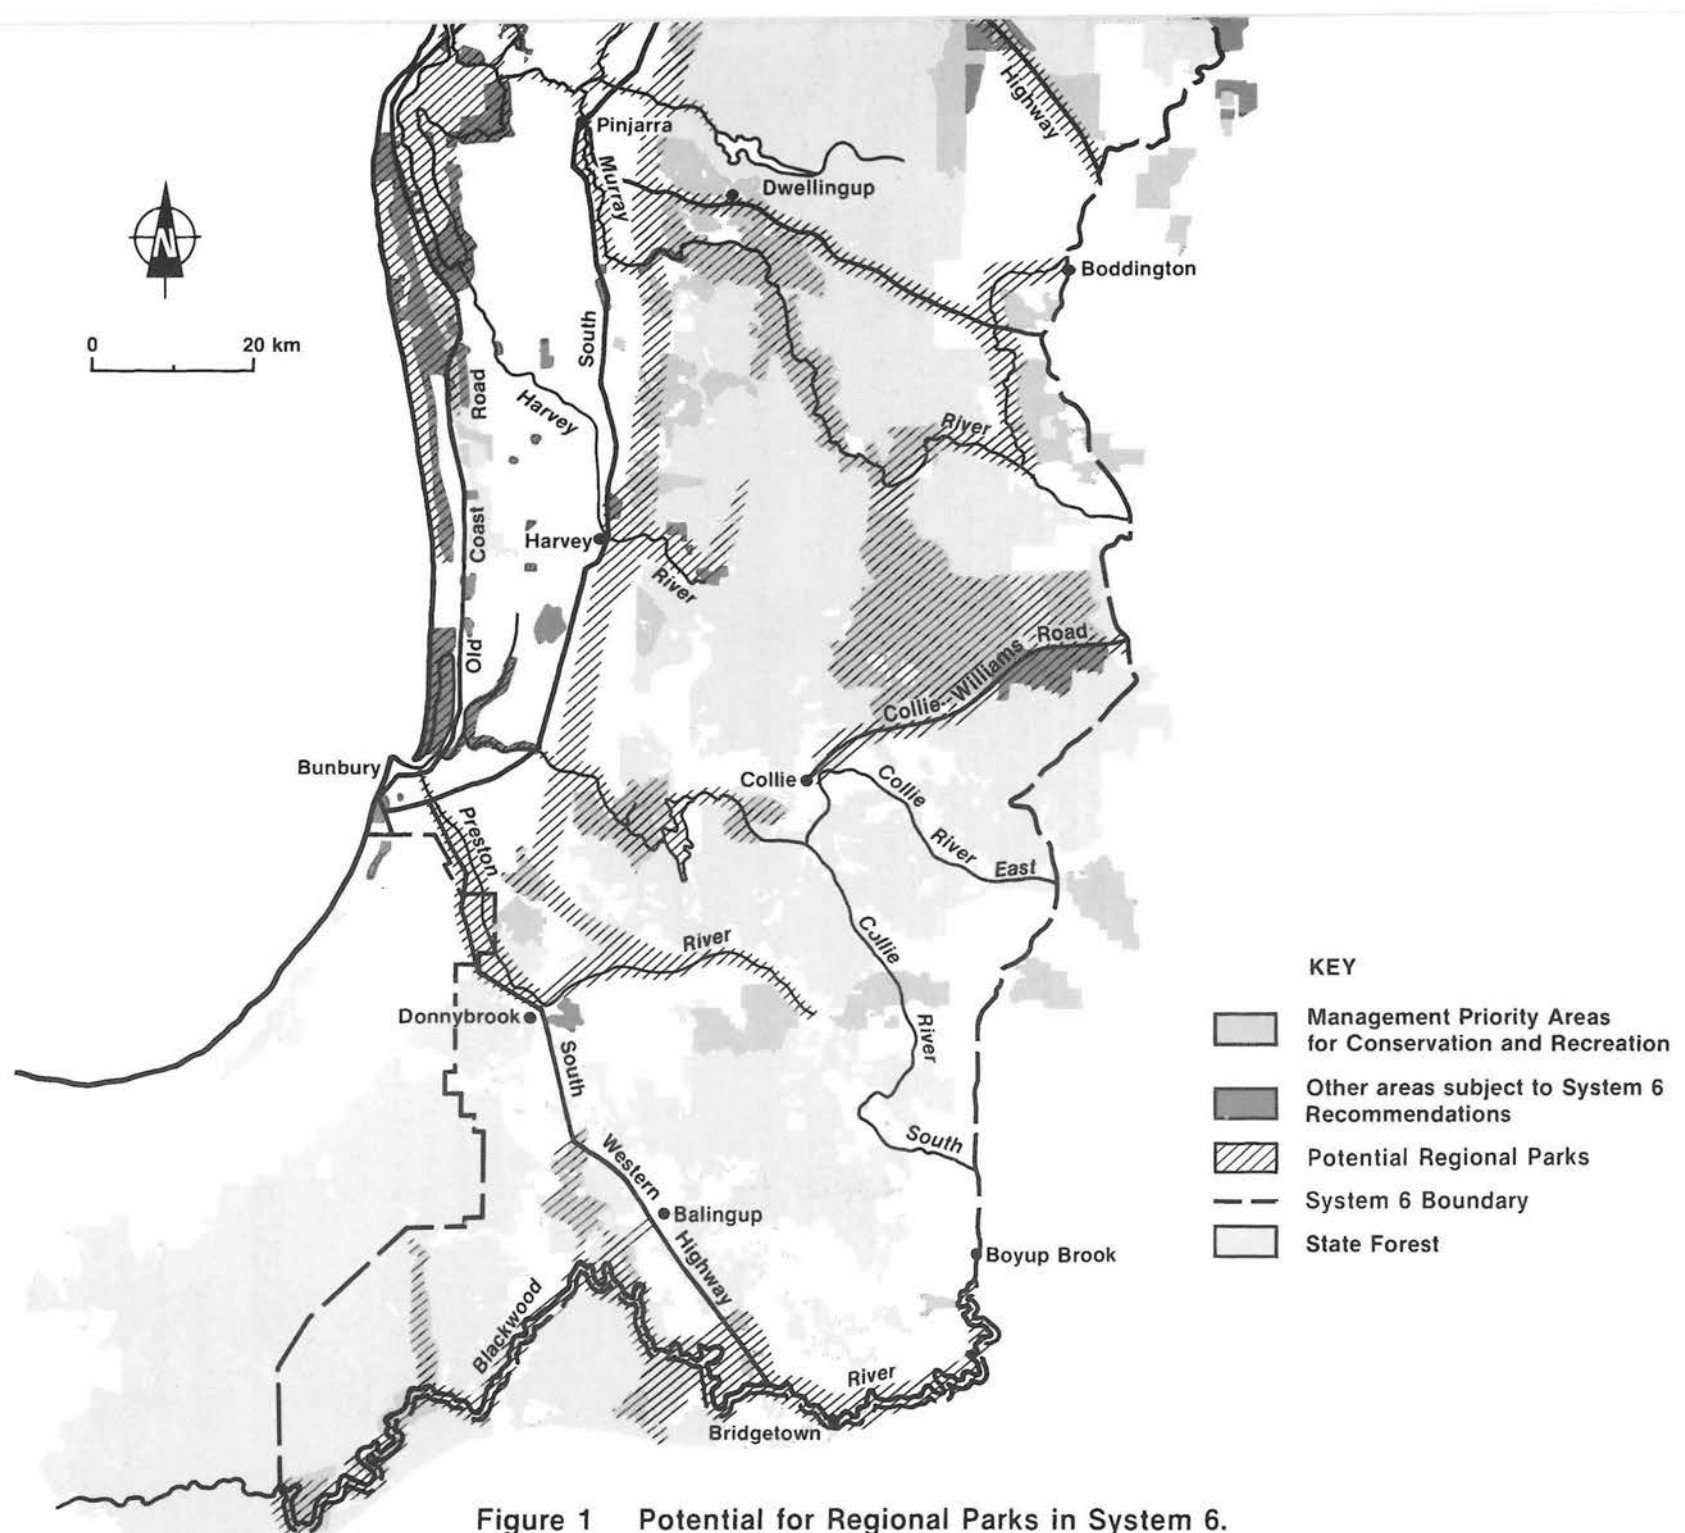 Highway
Pinjarra
Murray
Dwellingup
Boddington
N
0 20 km
South
Road
Harvey
River
Coast
Harvey
River
Old
Collie-Williams Road
Bunbury
Collie
Collie
River
East
Preston
Collie
River
River
South
Donnybrook
South
Western
Highway
Balingup
Boyup Brook
Blackwood
River
Bridgetown
KEY
Management Priority Areas
for Conservation and Recreation
Other areas subject to System 6
Recommendations
Potential Regional Parks
System 6 Boundary
State Forest
Figure 1 Potential for Regional Parks in System 6.